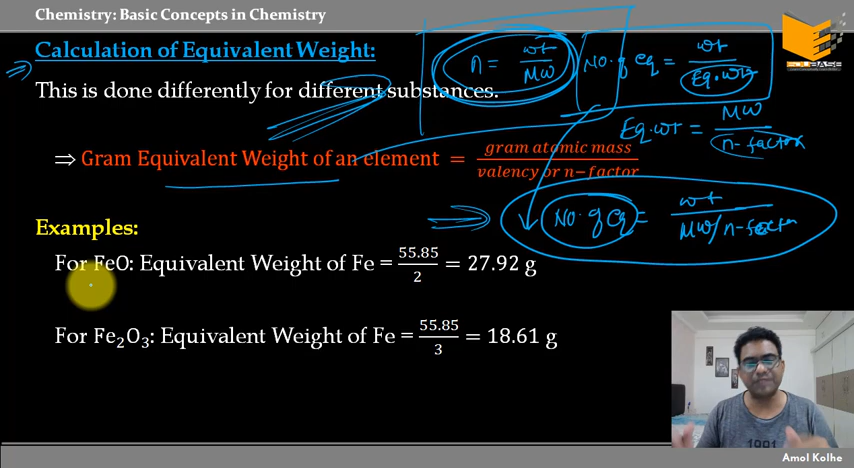 Chemistry: Basic Concepts in Chemistry
Calculation of Equivalent Weight:
n = wt / MW
No. of eq = wt / Eq. wt
This is done differently for different substances.
Eq. wt = MW / n-factor
⇒ Gram Equivalent Weight of an element = gram atomic mass / valency or n−factor
No. of eq = wt / MW/n-factor
Examples:
For FeO: Equivalent Weight of Fe = 55.85 / 2 = 27.92 g
For Fe₂O₃: Equivalent Weight of Fe = 55.85 / 3 = 18.61 g
1991
Amol Kolhe